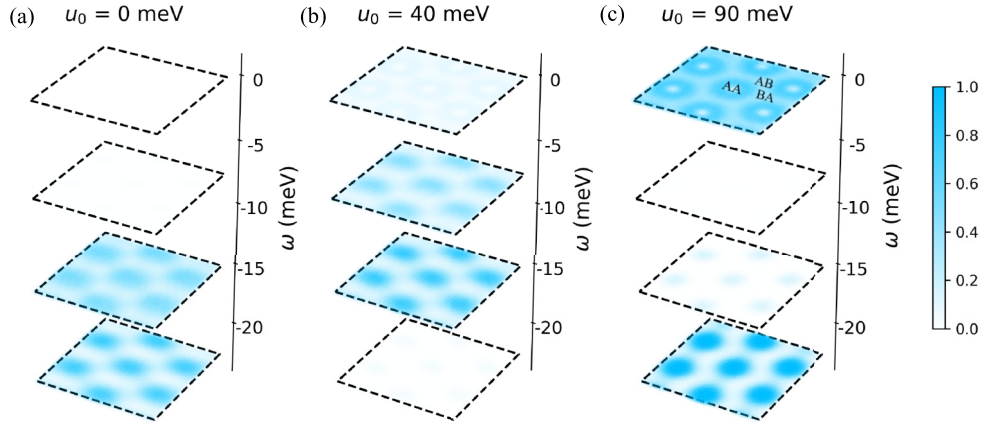 (a) u₀ = 0 meV
0
-5
-10
-15
-20
ω (meV)
(b) u₀ = 40 meV
0
-5
-10
-15
-20
ω (meV)
(c) u₀ = 90 meV
AA
AB
BA
0
-5
-10
-15
-20
ω (meV)
1.0
0.8
0.6
0.4
0.2
0.0